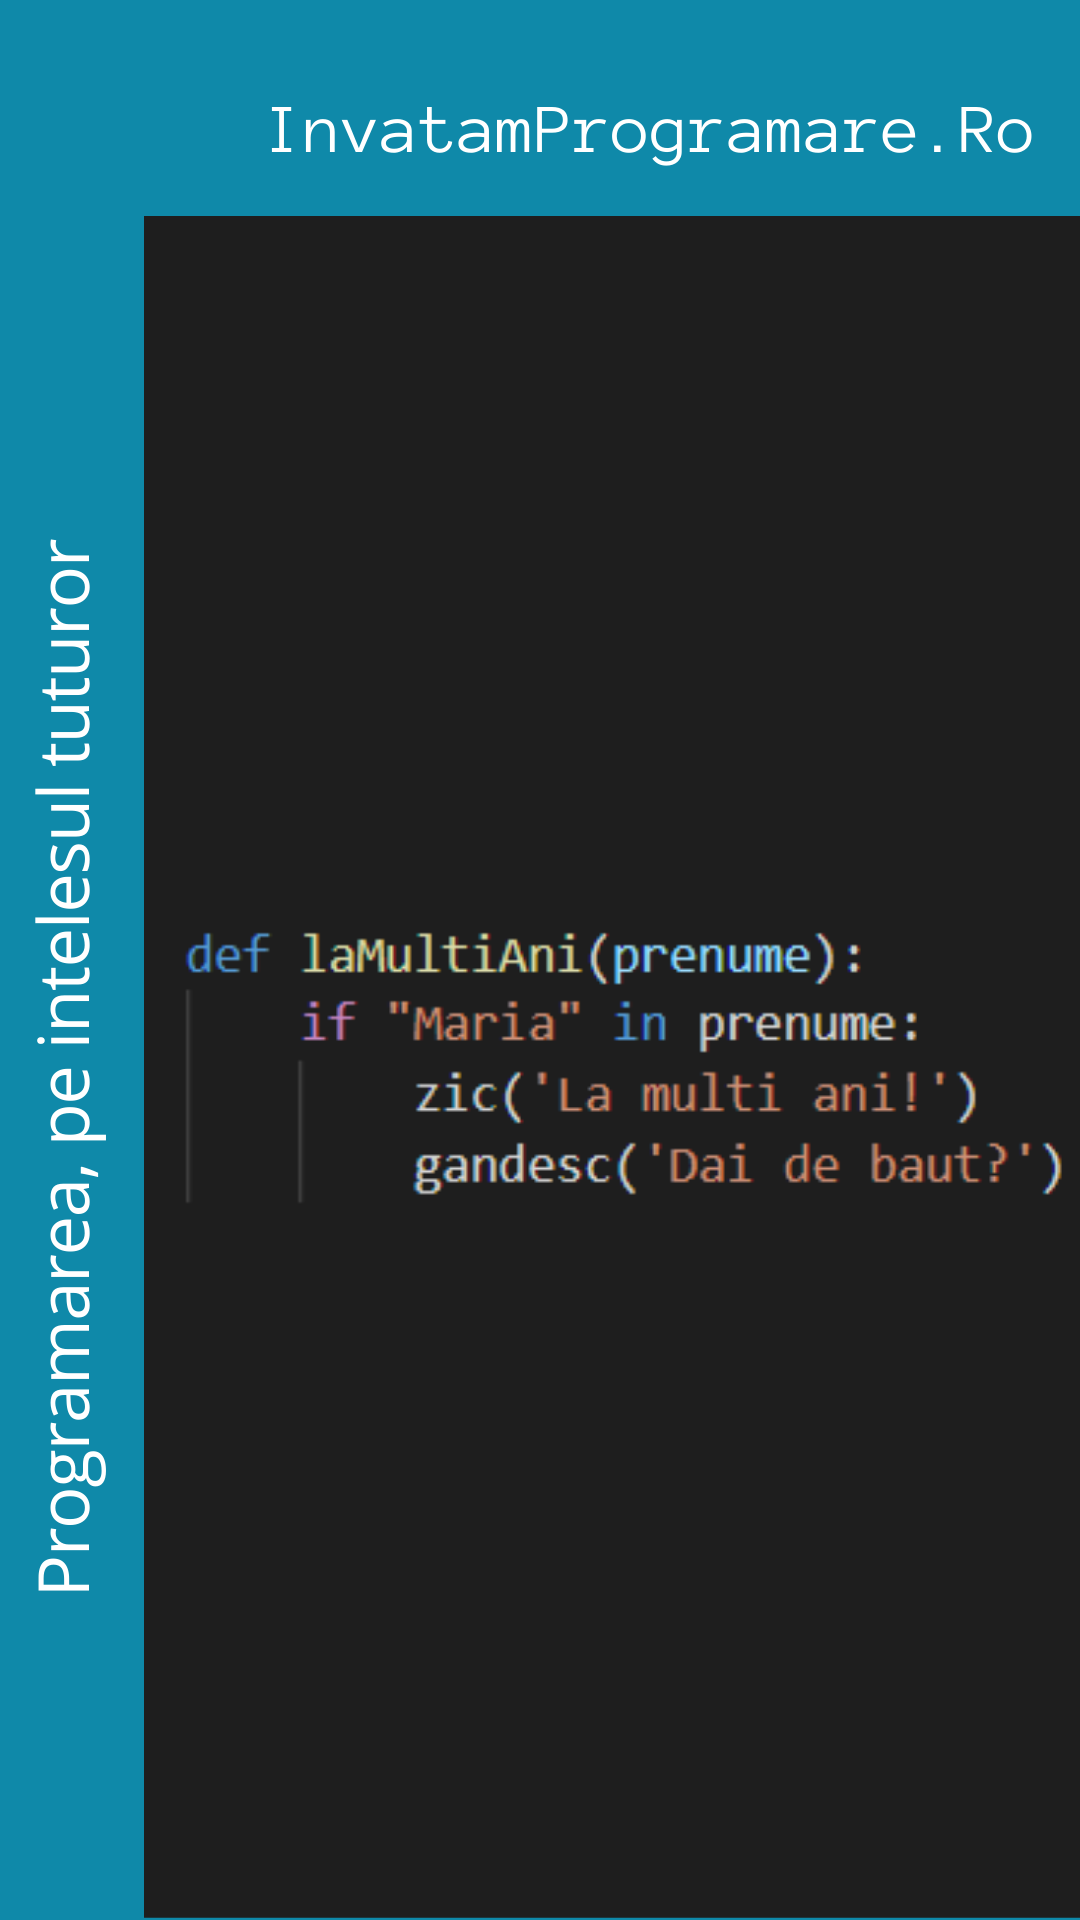 InvatamProgramare.Ro
Programarea, pe intelesul tuturor
def laMultiAni(prenume):
    if "Maria" in prenume:
        zic('La multi ani!')
        gandesc('Dai de baut?')